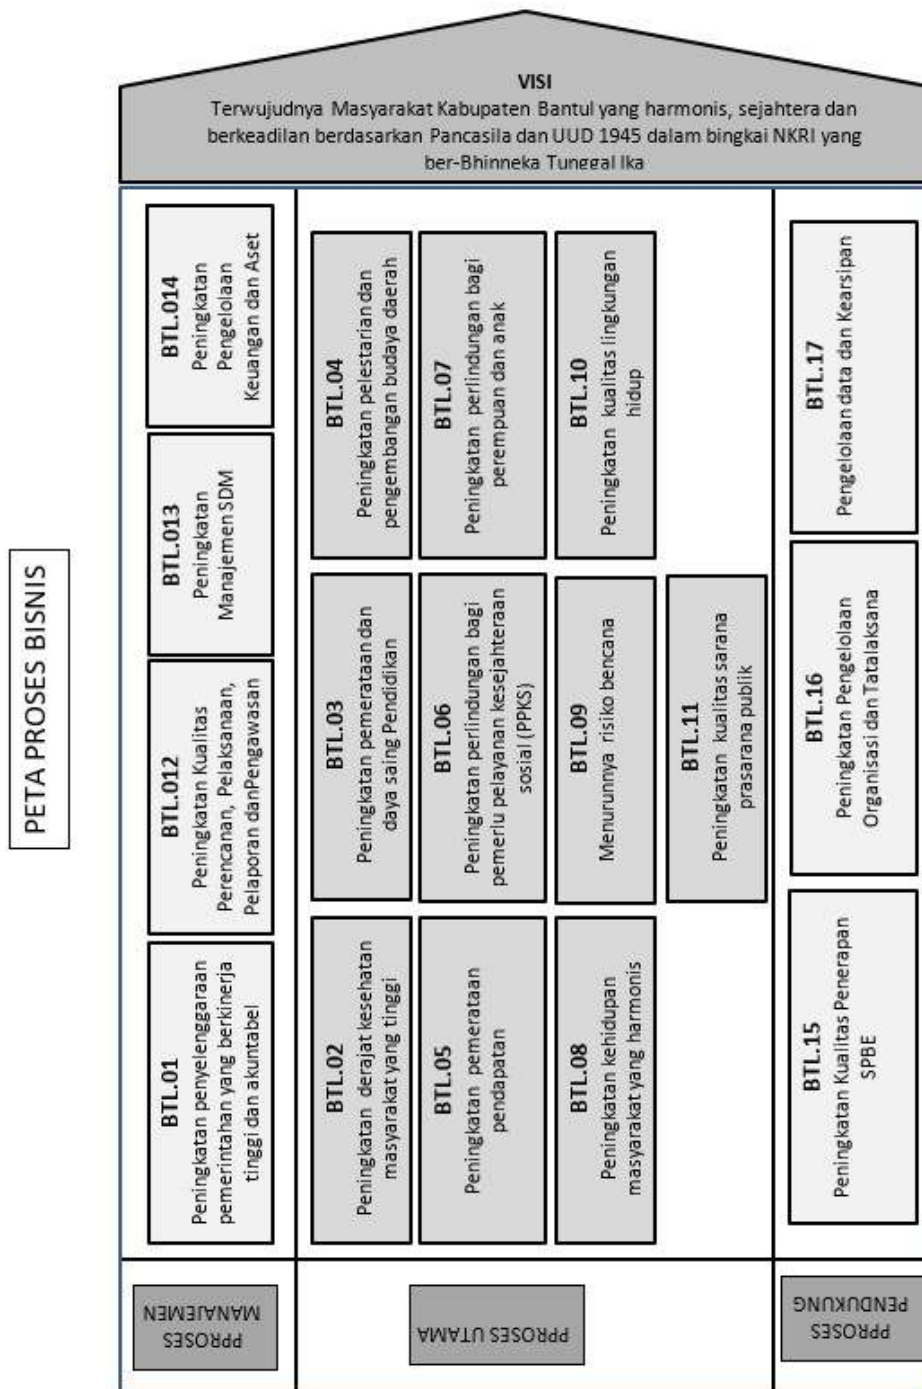 PETA PROSES BISNIS
VISI
Terwujudnya Masyarakat Kabupaten Bantul yang harmonis, sejahtera dan
berkeadilan berdasarkan Pancasila dan UUD 1945 dalam bingkai NKRI yang
ber-Bhinneka Tunggal Ika
PPROSES
MANAJEMEN
BTL.01
Peningkatan penyelenggaraan
pemerintahan yang berkinerja
tinggi dan akuntabel
BTL.012
Peningkatan Kualitas
Perencanan, Pelaksanaan,
Pelaporan danPengawasan
BTL.013
Peningkatan
Manajemen SDM
BTL.014
Peningkatan
Pengelolaan
Keuangan dan Aset
PPROSES UTAMA
BTL.02
Peningkatan derajat kesehatan
masyarakat yang tinggi
BTL.03
Peningkatan pemerataan dan
daya saing Pendidikan
BTL.04
Peningkatan pelestarian dan
pengembangan budaya daerah
BTL.05
Peningkatan pemerataan
pendapatan
BTL.06
Peningkatan perlindungan bagi
pemerlu pelayanan kesejahteraan
sosial (PPKS)
BTL.07
Peningkatan perlindungan bagi
perempuan dan anak
BTL.08
Peningkatan kehidupan
masyarakat yang harmonis
BTL.09
Menurunnya risiko bencana
BTL.10
Peningkatan kualitas lingkungan
hidup
BTL.11
Peningkatan kualitas sarana
prasarana publik
PPROSES
PENDUKUNG
BTL.15
Peningkatan Kualitas Penerapan
SPBE
BTL.16
Peningkatan Pengelolaan
Organisasi dan Tatalaksana
BTL.17
Pengelolaan data dan Kearsipan